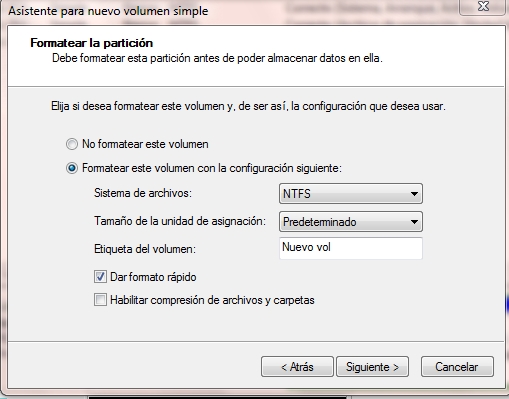 Asistente para nuevo volumen simple
Formatear la partición
Debe formatear esta partición antes de poder almacenar datos en ella.
Elija si desea formatear este volumen y, de ser así, la configuración que desea usar.
No formatear este volumen
Formatear este volumen con la configuración siguiente:
Sistema de archivos: NTFS
Tamaño de la unidad de asignación: Predeterminado
Etiqueta del volumen: Nuevo vol
Dar formato rápido
Habilitar compresión de archivos y carpetas
< Atrás Siguiente > Cancelar